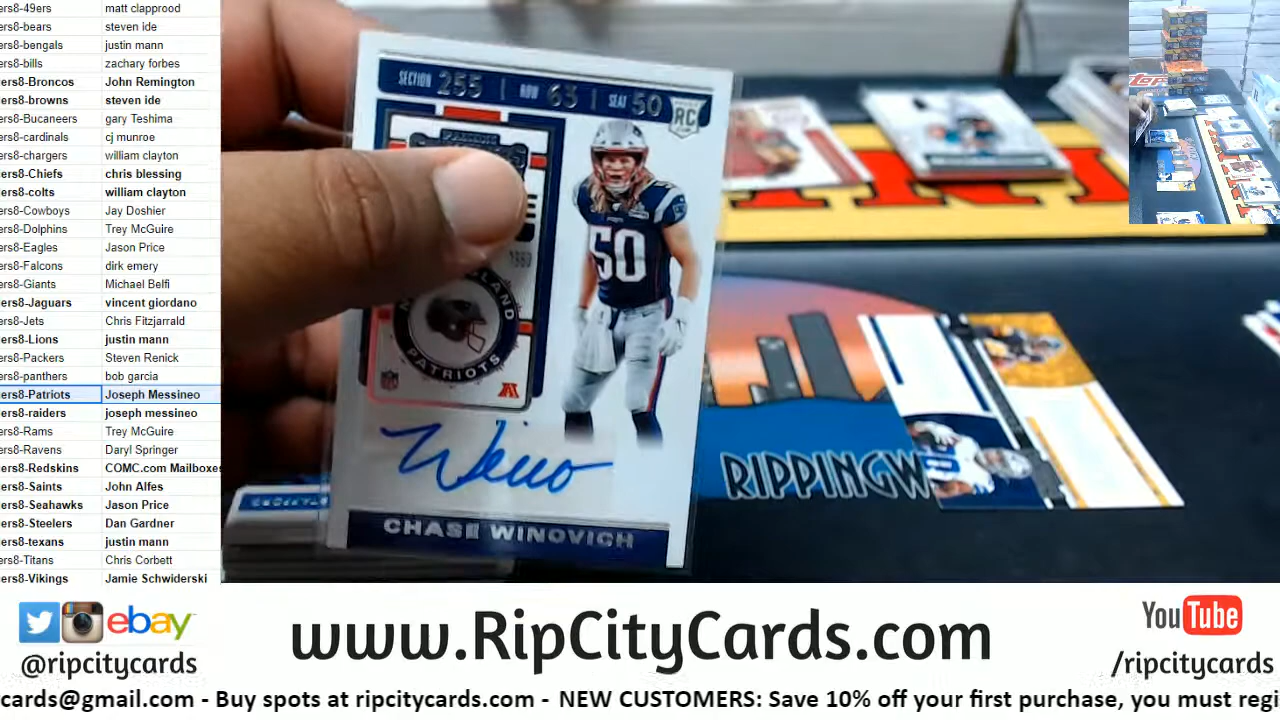 ers8-49ers matt clapprood
ers8-bears steven ide
ers8-bengals justin mann
ers8-bills zachary forbes
ers8-Broncos John Remington
ers8-browns steven ide
ers8-Bucaneers gary Teshima
ers8-cardinals cj munroe
ers8-chargers william clayton
ers8-Chiefs chris blessing
ers8-colts william clayton
ers8-Cowboys Jay Doshier
ers8-Dolphins Trey McGuire
ers8-Eagles Jason Price
ers8-Falcons dirk emery
ers8-Giants Michael Belfi
ers8-Jaguars vincent giordano
ers8-Jets Chris Fitzjarrald
ers8-Lions justin mann
ers8-Packers Steven Renick
ers8-panthers bob garcia
ers8-Patriots Joseph Messineo
ers8-raiders joseph messineo
ers8-Rams Trey McGuire
ers8-Ravens Daryl Springer
ers8-Redskins COMC.com Mailboxes
ers8-Saints John Alfes
ers8-Seahawks Jason Price
ers8-Steelers Dan Gardner
ers8-texans justin mann
ers8-Titans Chris Corbett
ers8-Vikings Jamie Schwiderski
SECTION 255 | ROW 63 | SEAT 50
RC
50
PATRIOTS
NFL
A
Wino
CHASE WINOVICH
RIPPINGW
Topps
ebay
@ripcitycards
www.RipCityCards.com
YouTube
/ripcitycards
cards@gmail.com - Buy spots at ripcitycards.com - NEW CUSTOMERS: Save 10% off your first purchase, you must regi